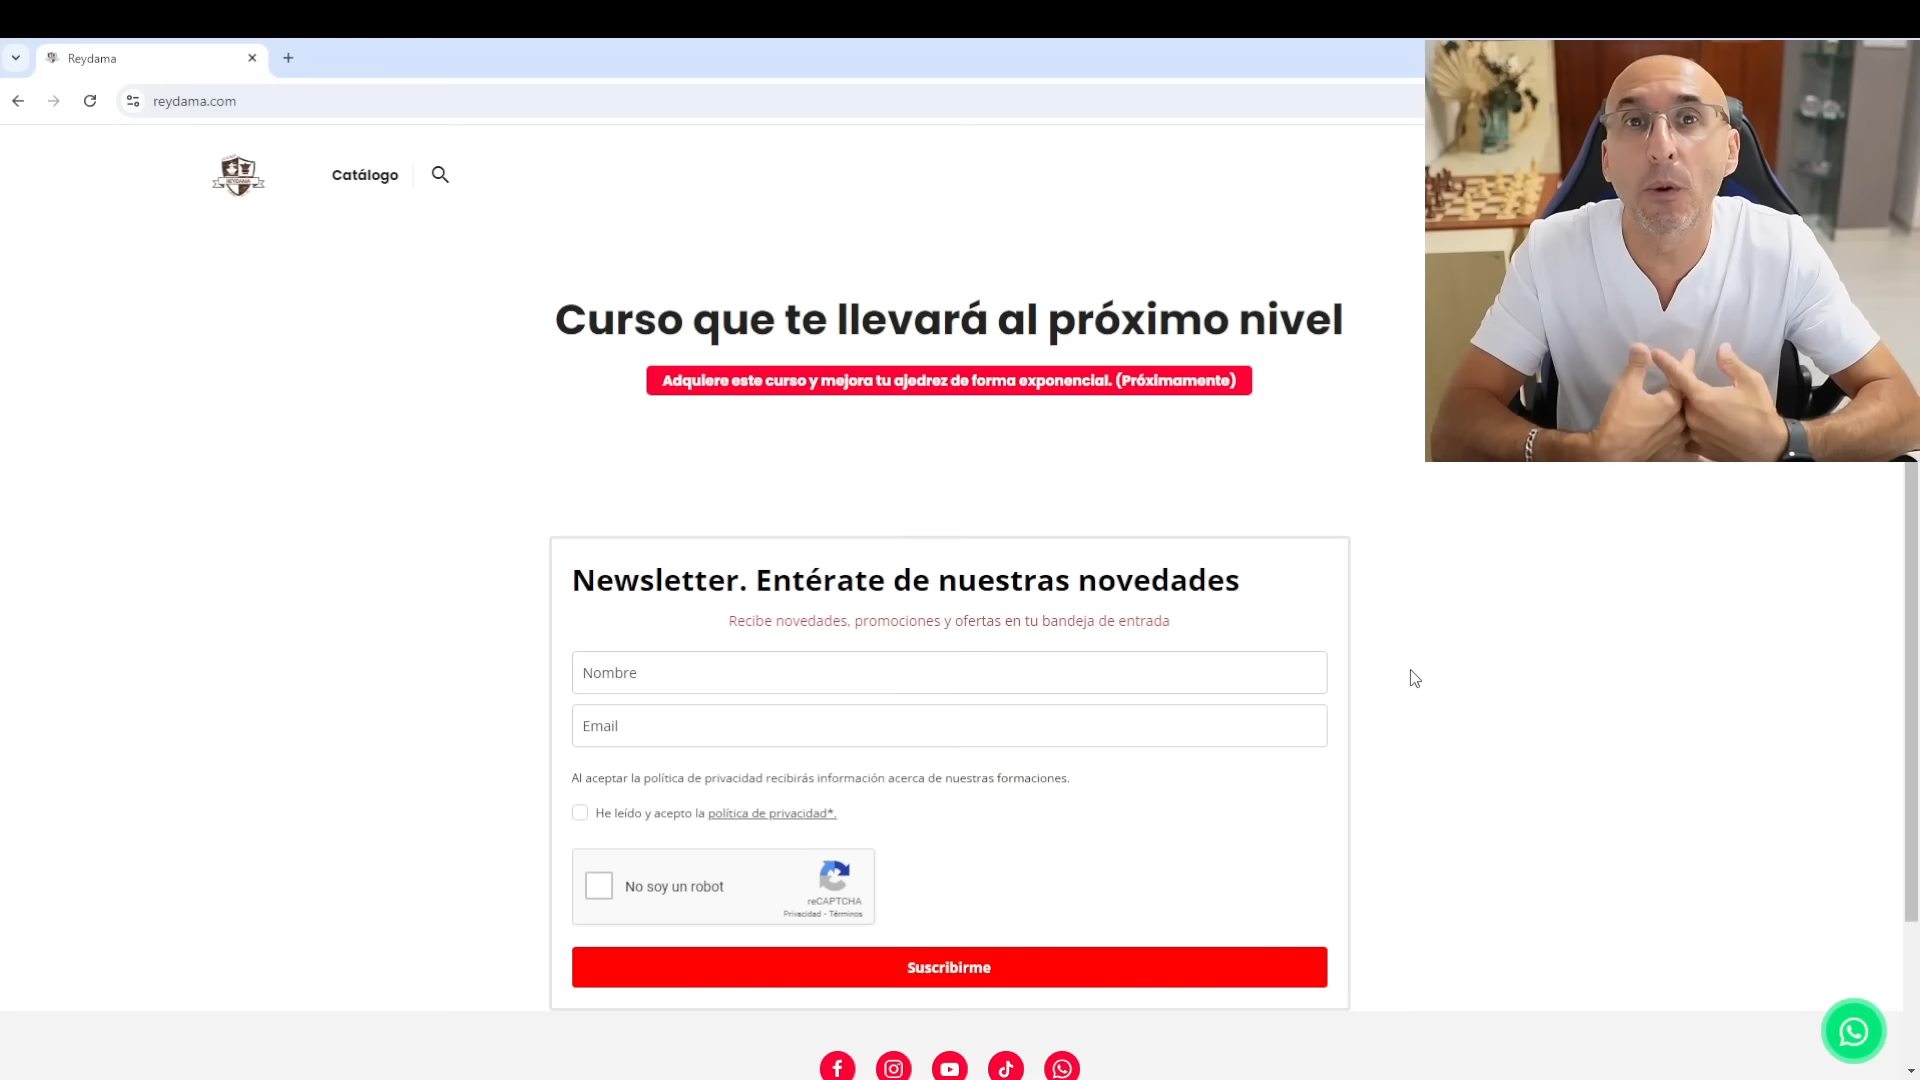 Reydama
reydama.com
REYDAMA
Catálogo
Curso que te llevará al próximo nivel
Adquiere este curso y mejora tu ajedrez de forma exponencial. (Próximamente)
Newsletter. Entérate de nuestras novedades
Recibe novedades, promociones y ofertas en tu bandeja de entrada
Nombre
Email
Al aceptar la política de privacidad recibirás información acerca de nuestras formaciones.
He leído y acepto la política de privacidad*.
No soy un robot
reCAPTCHA
Privacidad - Términos
Suscribirme